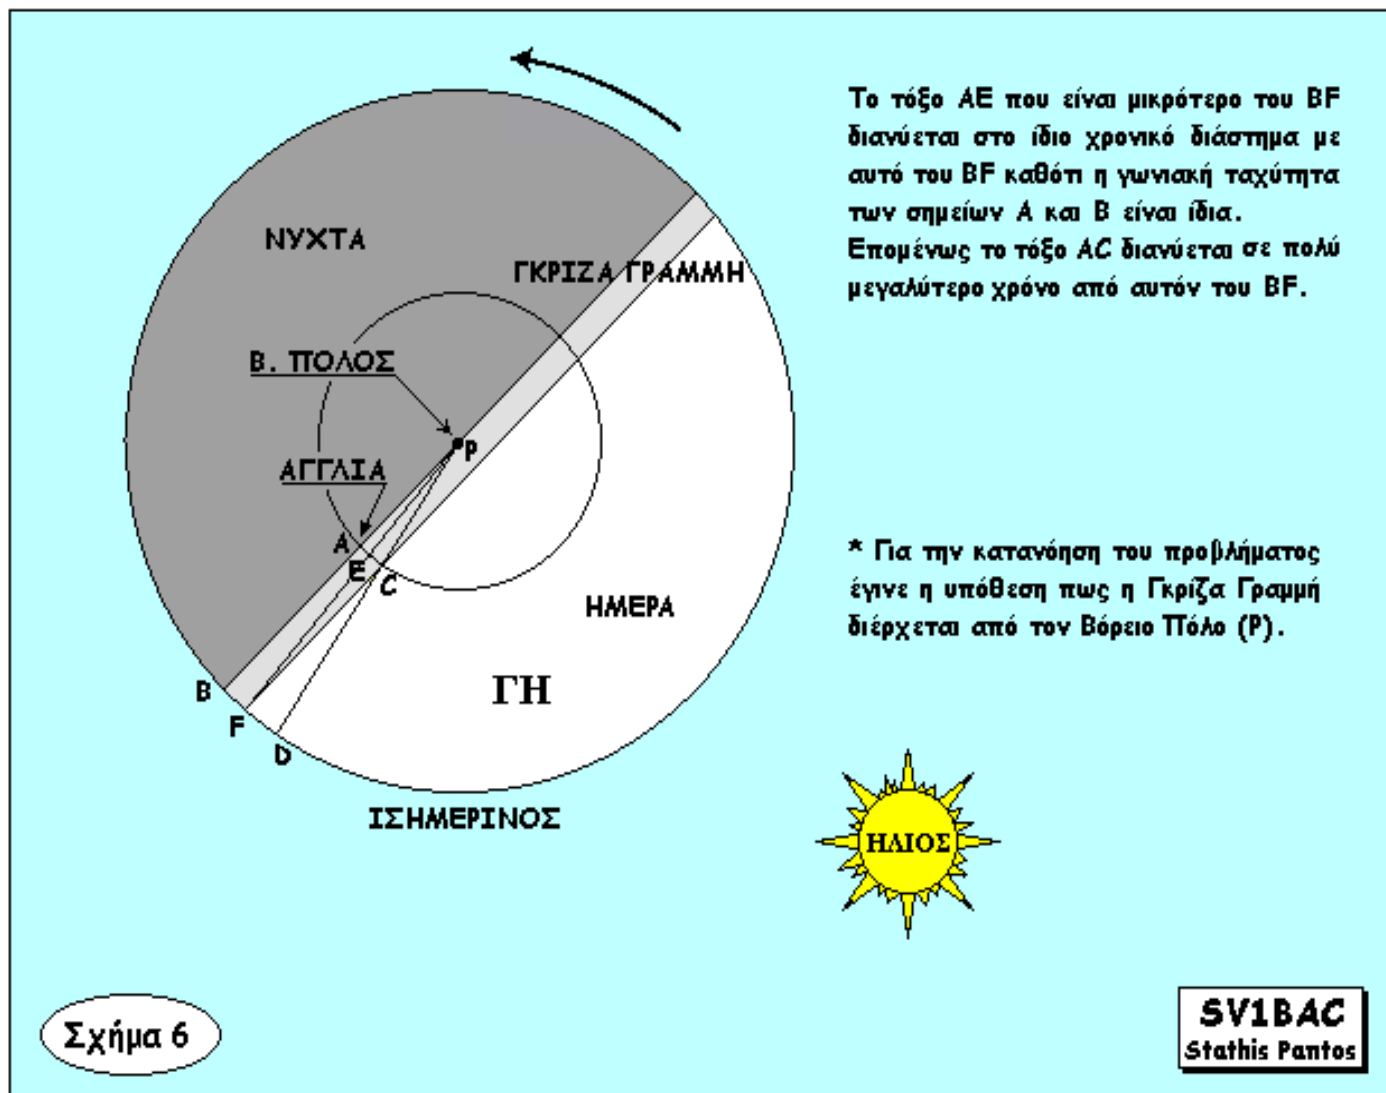 Το τόξο ΑΕ που είναι μικρότερο του BF
διανύεται στο ίδιο χρονικό διάστημα με
αυτό του BF καθότι η γωνιακή ταχύτητα
των σημείων Α και Β είναι ίδια.
Επομένως το τόξο AC διανύεται σε πολύ
μεγαλύτερο χρόνο από αυτόν του BF.
ΝΥΧΤΑ
ΓΚΡΙΖΑ ΓΡΑΜΜΗ
Β. ΠΟΛΟΣ
P
ΑΓΓΛΙΑ
A
E
C
* Για την κατανόηση του προβλήματος
έγινε η υπόθεση πως η Γκρίζα Γραμμή
διέρχεται από τον Βόρειο Πόλο (P).
ΗΜΕΡΑ
ΓΗ
B
F
D
ΙΣΗΜΕΡΙΝΟΣ
ΗΛΙΟΣ
Σχήμα 6
SV1BAC
Stathis Pantos